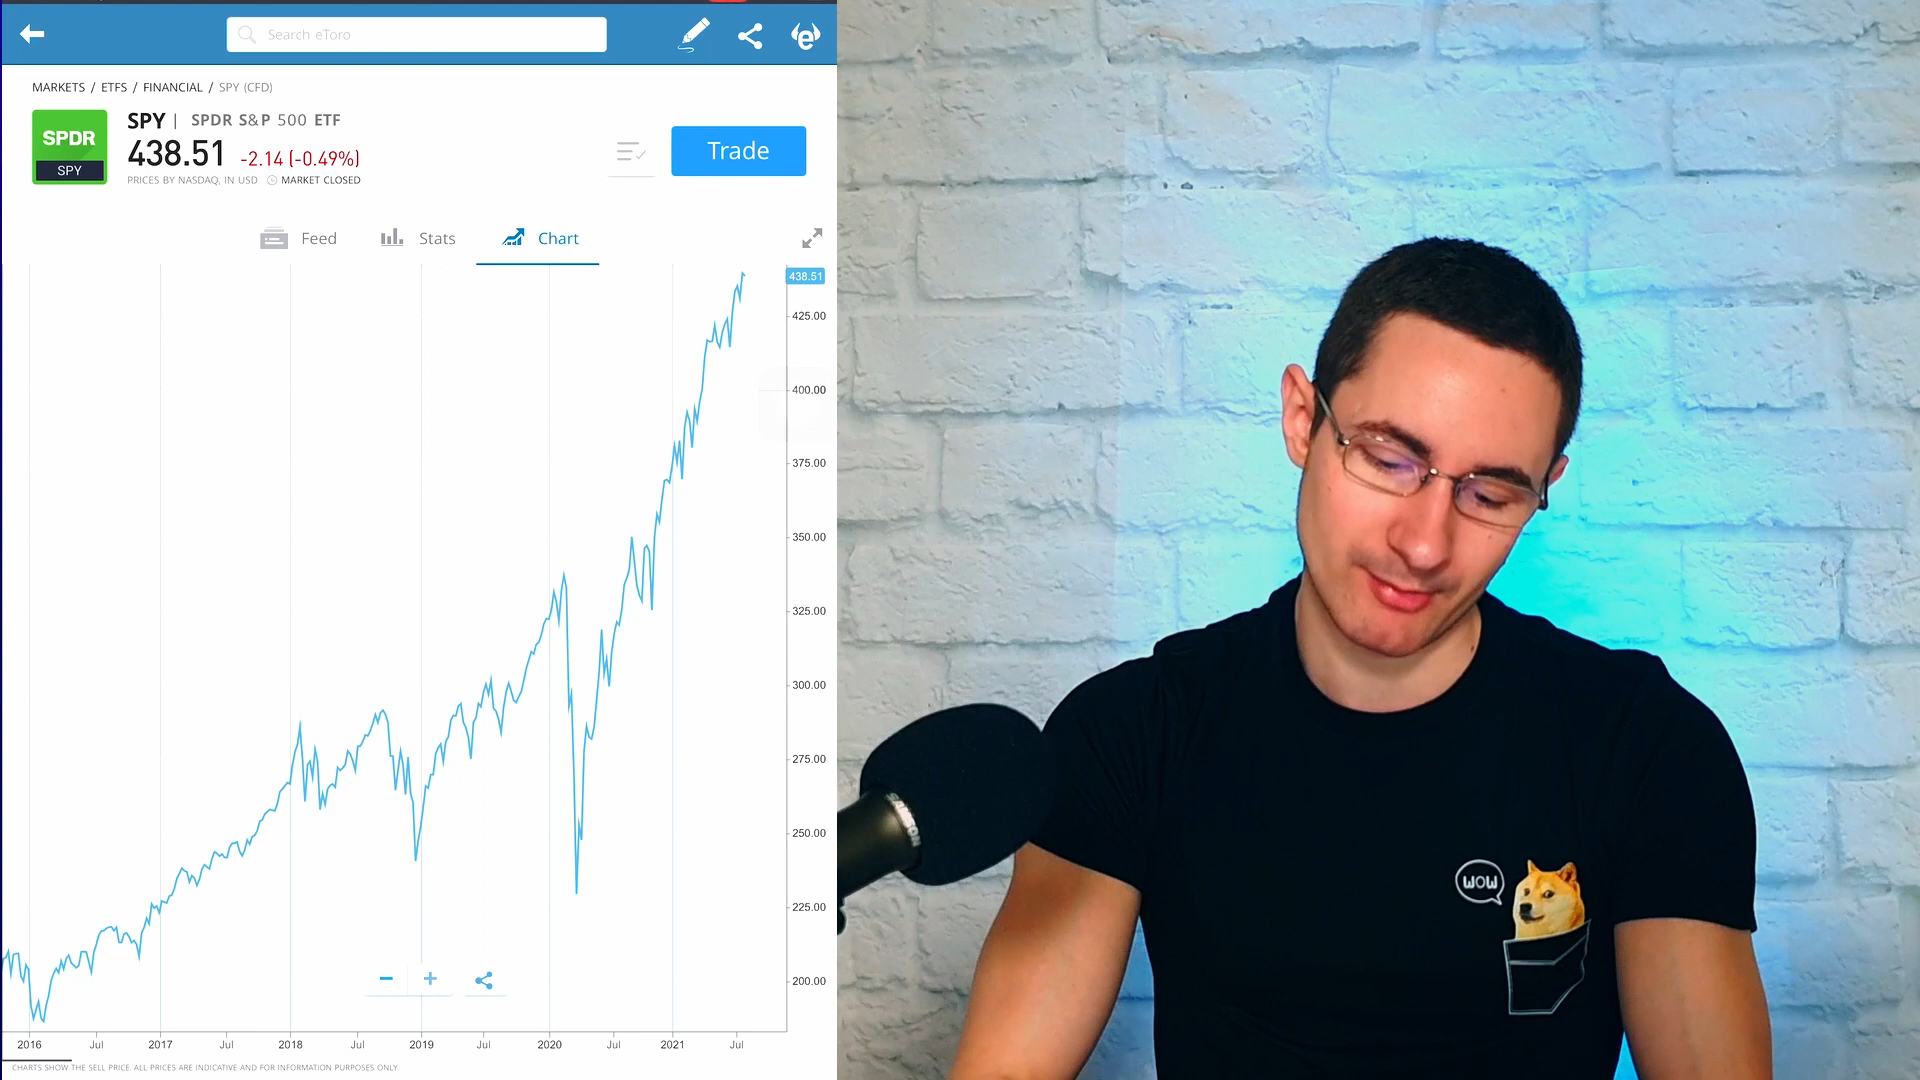 Search eToro
MARKETS / ETFS / FINANCIAL / SPY (CFD)
SPDR
SPY
SPY | SPDR S&P 500 ETF
438.51 -2.14 (-0.49%)
PRICES BY NASDAQ, IN USD MARKET CLOSED
Trade
Feed
Stats
Chart
438.51
425.00
400.00
375.00
350.00
325.00
300.00
275.00
250.00
225.00
200.00
2016 Jul 2017 Jul 2018 Jul 2019 Jul 2020 Jul 2021 Jul
CHARTS SHOW THE SELL PRICE. ALL PRICES ARE INDICATIVE AND FOR INFORMATION PURPOSES ONLY.
SAMSON
WOW